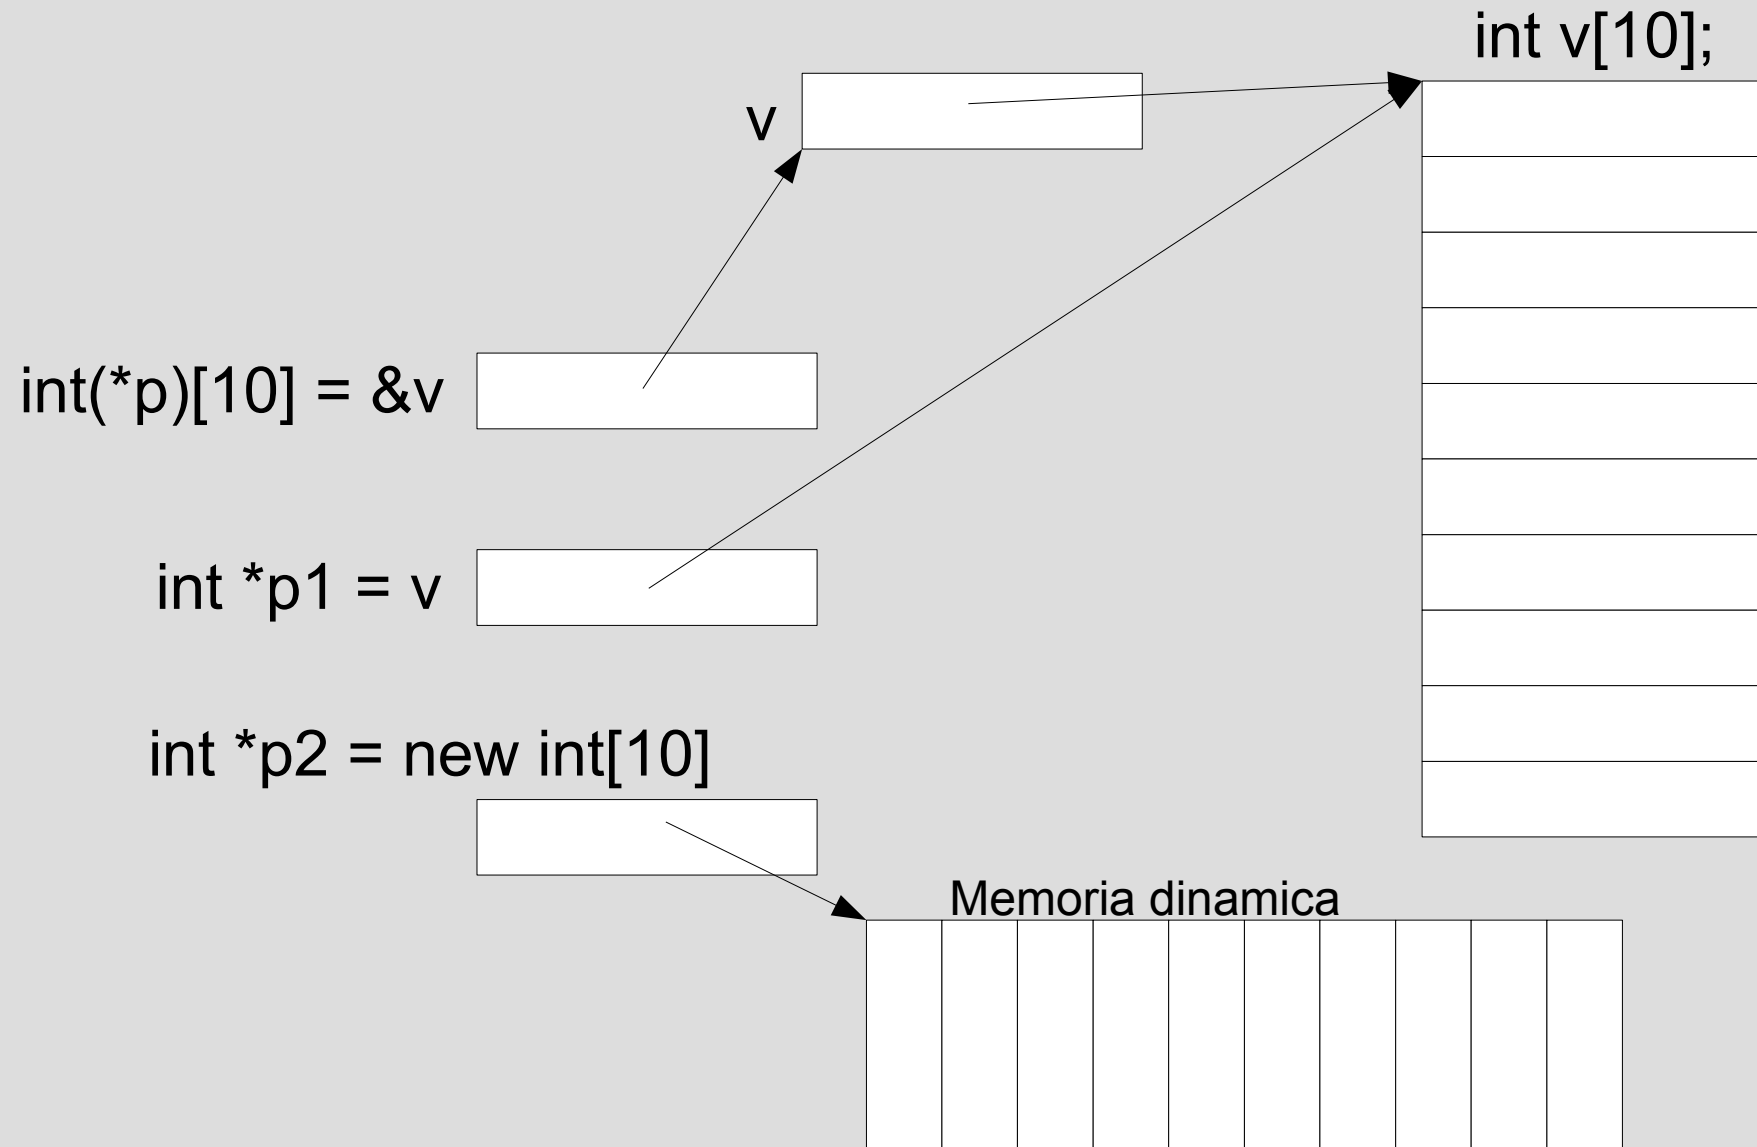 int v[10];
v
int(*p)[10] = &v
int *p1 = v
int *p2 = new int[10]
Memoria dinamica